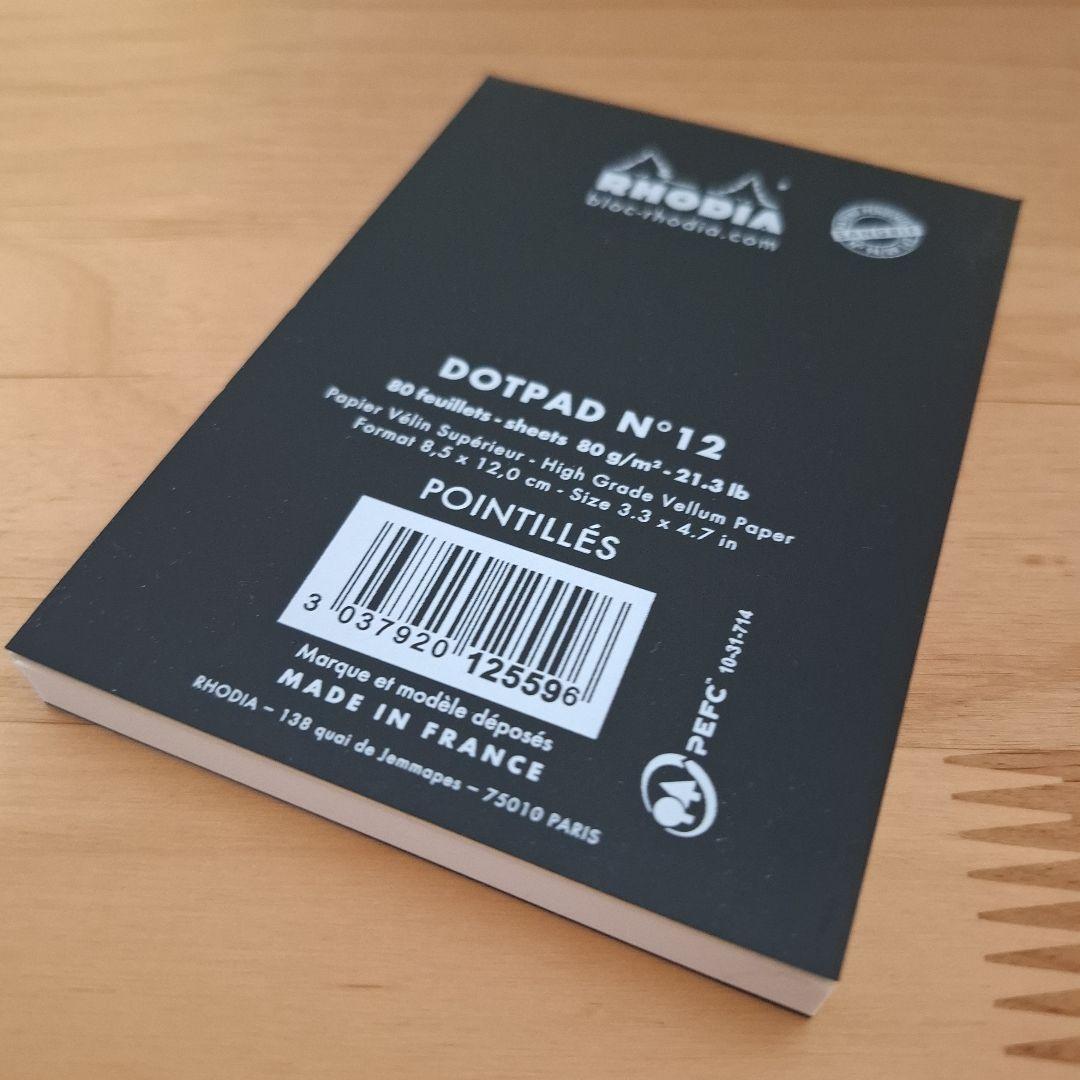 RHODIA
bloc-rhodia.com
DOTPAD N°12
80 feuillets - sheets 80 g/m² - 21.3 lb
Papier Vélin Supérieur - High Grade Vellum Paper
Format 8,5 x 12,0 cm - Size 3.3 x 4.7 in
POINTILLÉS
3 037920 125596
Marque et modèle déposés
MADE IN FRANCE
RHODIA – 138 quai de Jemmapes – 75010 PARIS
PEFC™ 10-31-714